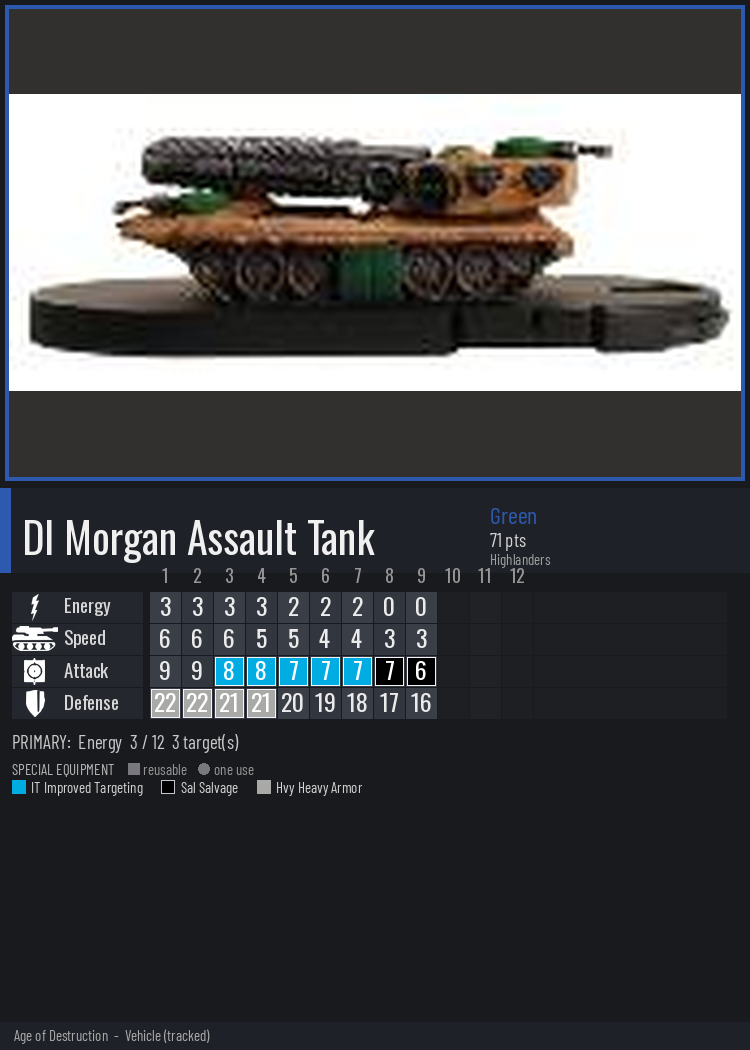 DI Morgan Assault Tank
Green
71 pts
Highlanders
1 2 3 4 5 6 7 8 9 10 11 12
Energy 3 3 3 3 2 2 2 0 0
Speed 6 6 6 5 5 4 4 3 3
Attack 9 9 8 8 7 7 7 7 6
Defense 22 22 21 21 20 19 18 17 16
PRIMARY: Energy 3 / 12 3 target(s)
SPECIAL EQUIPMENT reusable one use
IT Improved Targeting Sal Salvage Hvy Heavy Armor
Age of Destruction - Vehicle (tracked)